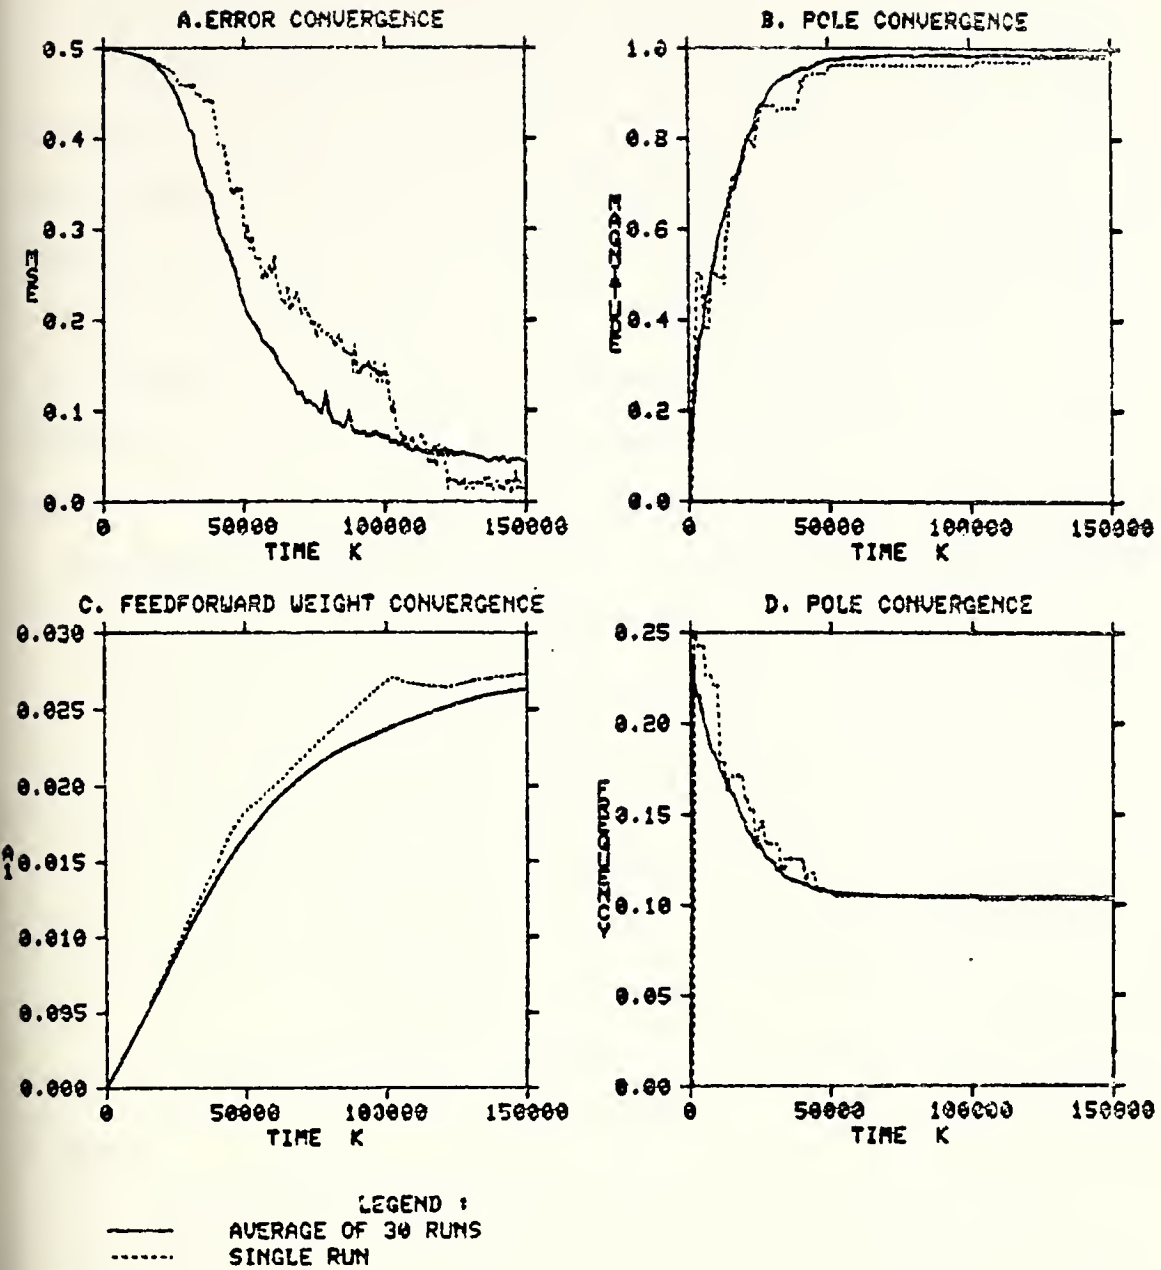 A.ERROR CONVERGENCE
0.5
0.4
0.3
0.2
0.1
0.0
MSE
0 50000 100000 150000
TIME K
B. POLE CONVERGENCE
1.0
0.8
0.6
0.4
0.2
0.0
MAGNITUDE
0 50000 100000 150000
TIME K
C. FEEDFORWARD WEIGHT CONVERGENCE
0.030
0.025
0.020
0.015
0.010
0.005
0.000
A1
0 50000 100000 150000
TIME K
D. POLE CONVERGENCE
0.25
0.20
0.15
0.10
0.05
0.00
FREQUENCY
0 50000 100000 150000
TIME K
LEGEND :
AVERAGE OF 30 RUNS
SINGLE RUN